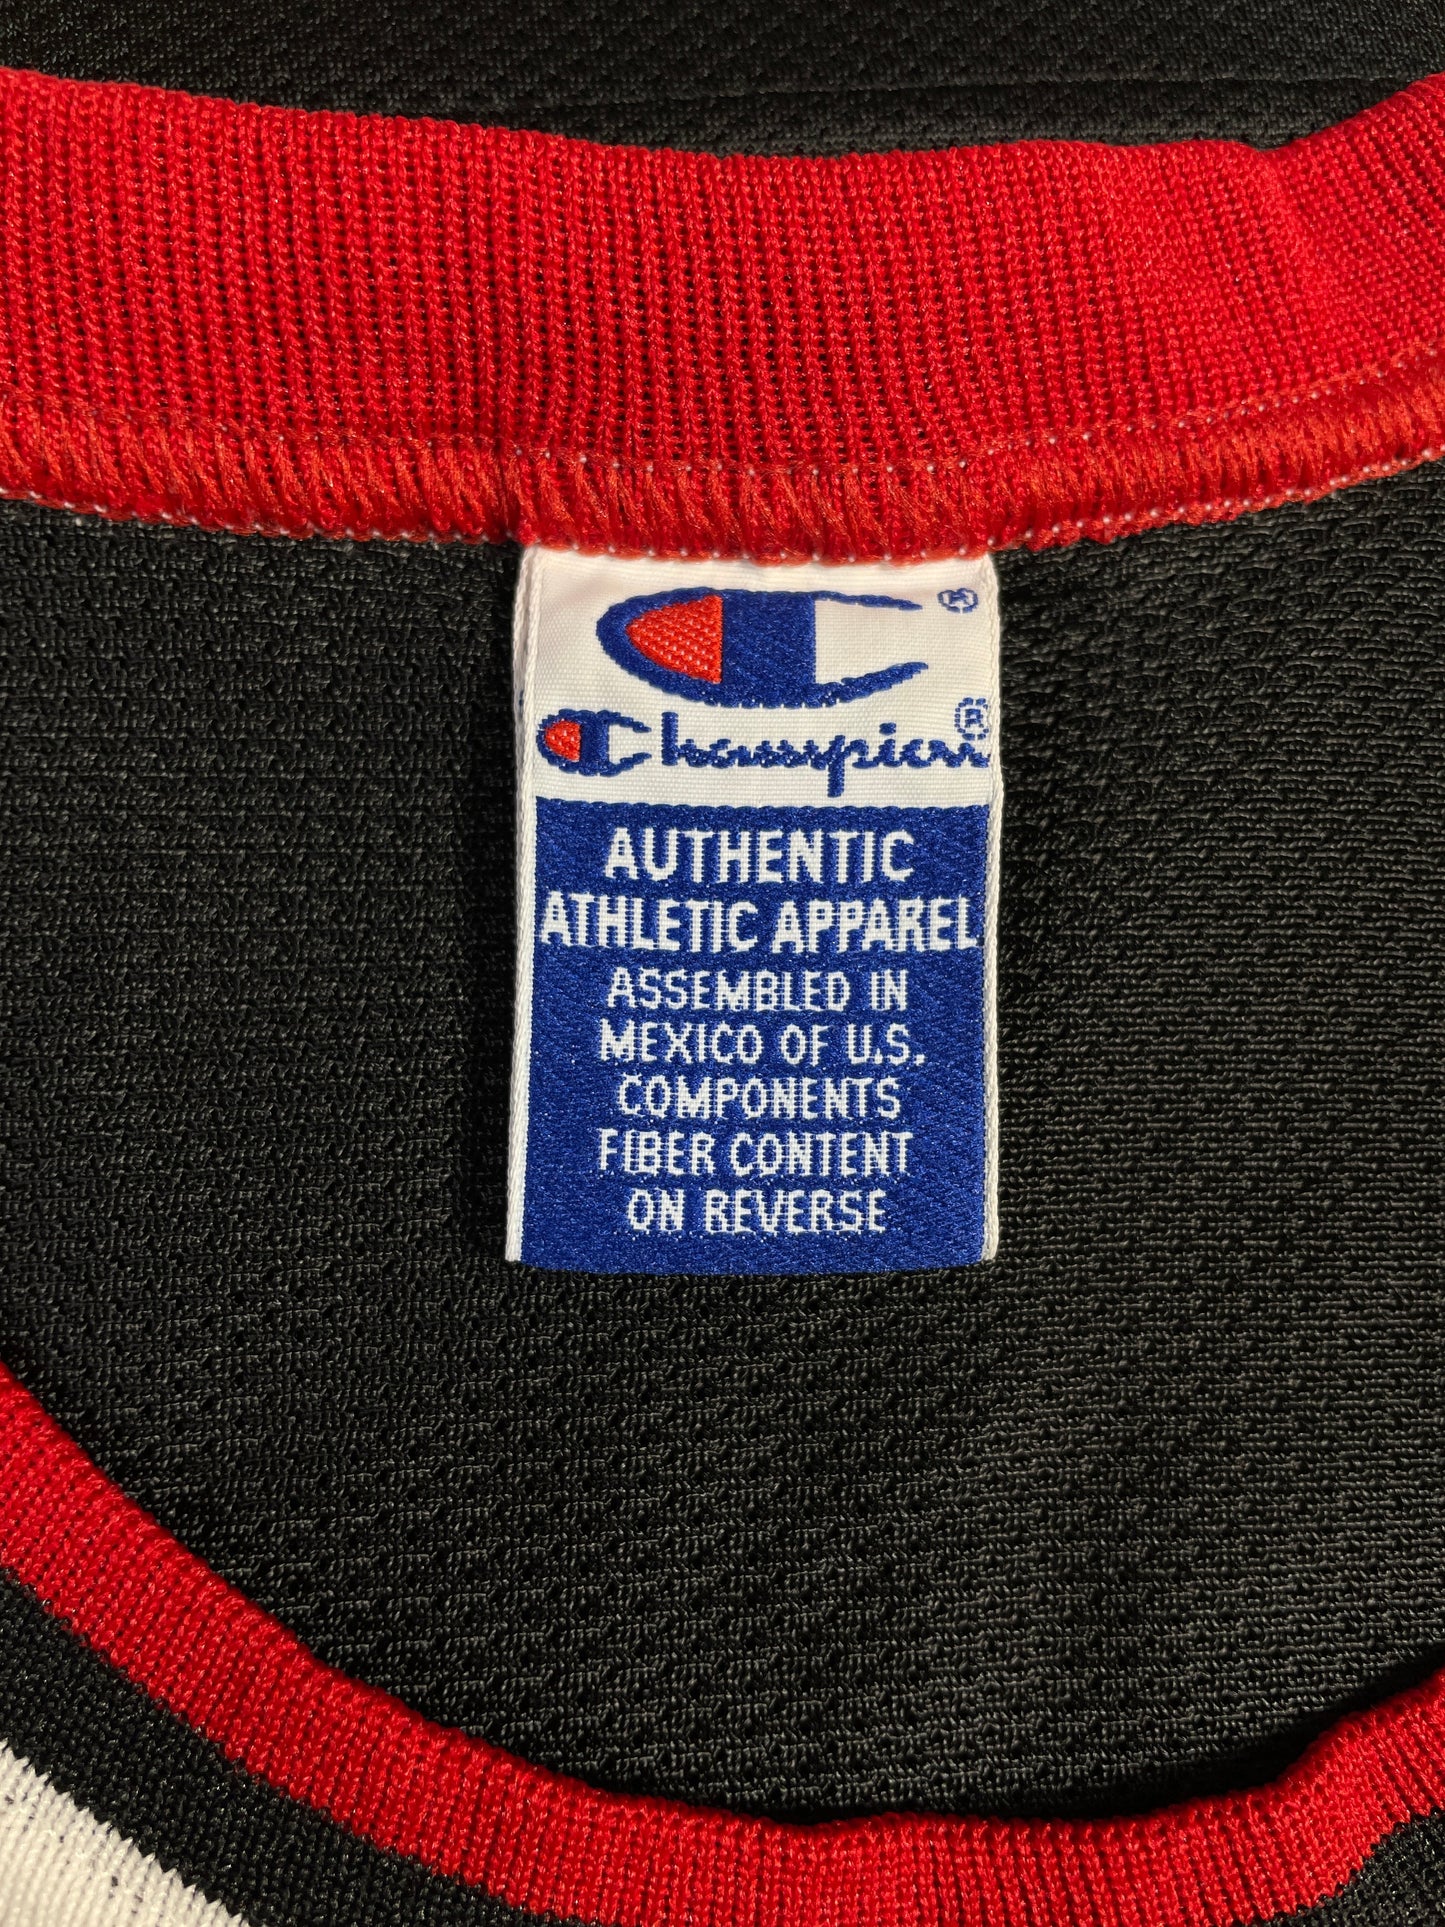 ®
Champion®
AUTHENTIC
ATHLETIC APPAREL
ASSEMBLED IN
MEXICO OF U.S.
COMPONENTS
FIBER CONTENT
ON REVERSE